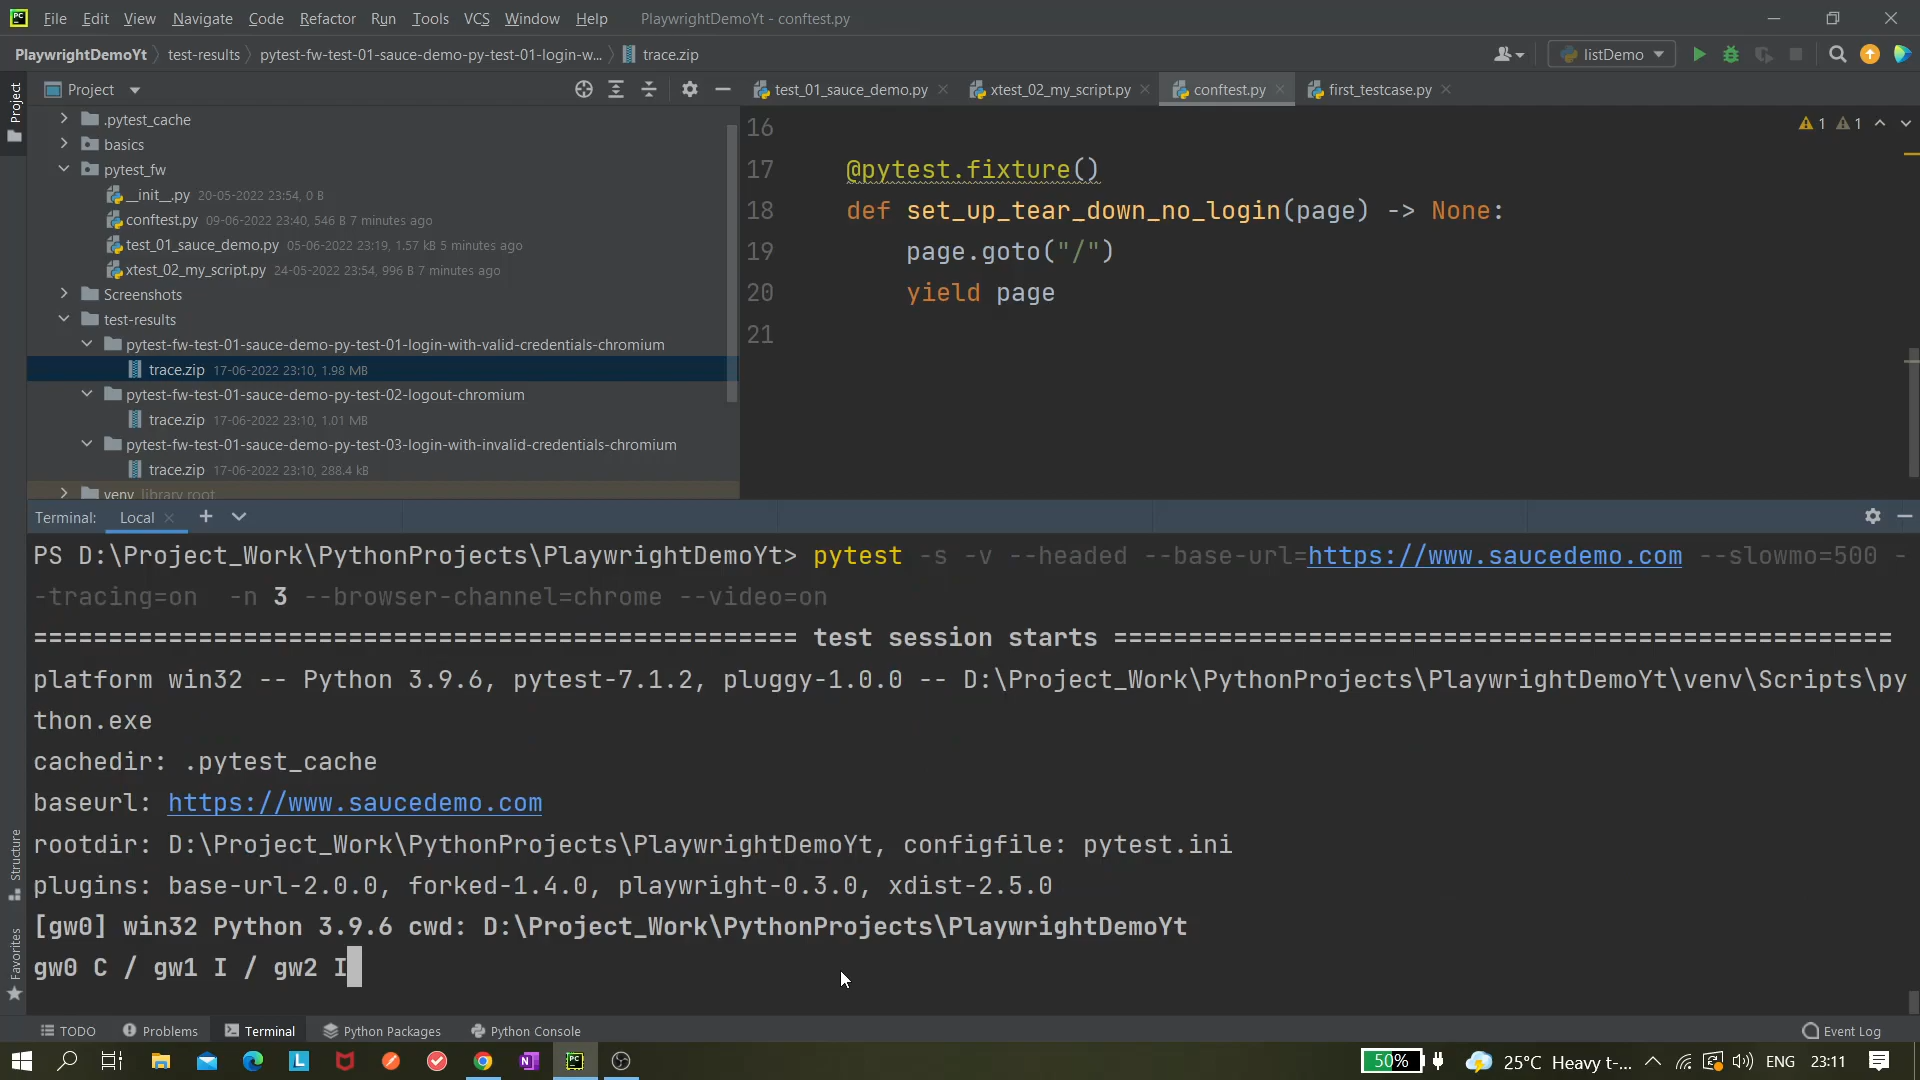 File Edit View Navigate Code Refactor Run Tools VCS Window Help PlaywrightDemoYt - conftest.py
PlaywrightDemoYt test-results pytest-fw-test-01-sauce-demo-py-test-01-login-w... trace.zip listDemo
Project
Project
test_01_sauce_demo.py xtest_02_my_script.py conftest.py first_testcase.py
.pytest_cache
basics
pytest_fw
__init__.py 20-05-2022 23:54, 0 B
conftest.py 09-06-2022 23:40, 546 B 7 minutes ago
test_01_sauce_demo.py 05-06-2022 23:19, 1.57 kB 5 minutes ago
xtest_02_my_script.py 24-05-2022 23:54, 996 B 7 minutes ago
Screenshots
test-results
pytest-fw-test-01-sauce-demo-py-test-01-login-with-valid-credentials-chromium
trace.zip 17-06-2022 23:10, 1.98 MB
pytest-fw-test-01-sauce-demo-py-test-02-logout-chromium
trace.zip 17-06-2022 23:10, 1.01 MB
pytest-fw-test-01-sauce-demo-py-test-03-login-with-invalid-credentials-chromium
trace.zip 17-06-2022 23:10, 288.4 kB
venv library root
16
17 @pytest.fixture()
18 def set_up_tear_down_no_login(page) -> None:
19 page.goto("/")
20 yield page
21
1 1
Terminal: Local
PS D:\Project_Work\PythonProjects\PlaywrightDemoYt> pytest -s -v --headed --base-url=https://www.saucedemo.com --slowmo=500 -
-tracing=on -n 3 --browser-channel=chrome --video=on
=================================================== test session starts ====================================================
platform win32 -- Python 3.9.6, pytest-7.1.2, pluggy-1.0.0 -- D:\Project_Work\PythonProjects\PlaywrightDemoYt\venv\Scripts\py
thon.exe
cachedir: .pytest_cache
baseurl: https://www.saucedemo.com
rootdir: D:\Project_Work\PythonProjects\PlaywrightDemoYt, configfile: pytest.ini
plugins: base-url-2.0.0, forked-1.4.0, playwright-0.3.0, xdist-2.5.0
[gw0] win32 Python 3.9.6 cwd: D:\Project_Work\PythonProjects\PlaywrightDemoYt
gw0 C / gw1 I / gw2 I
Structure
Favorites
TODO Problems Terminal Python Packages Python Console Event Log
50% 25°C Heavy t-... ENG 23:11